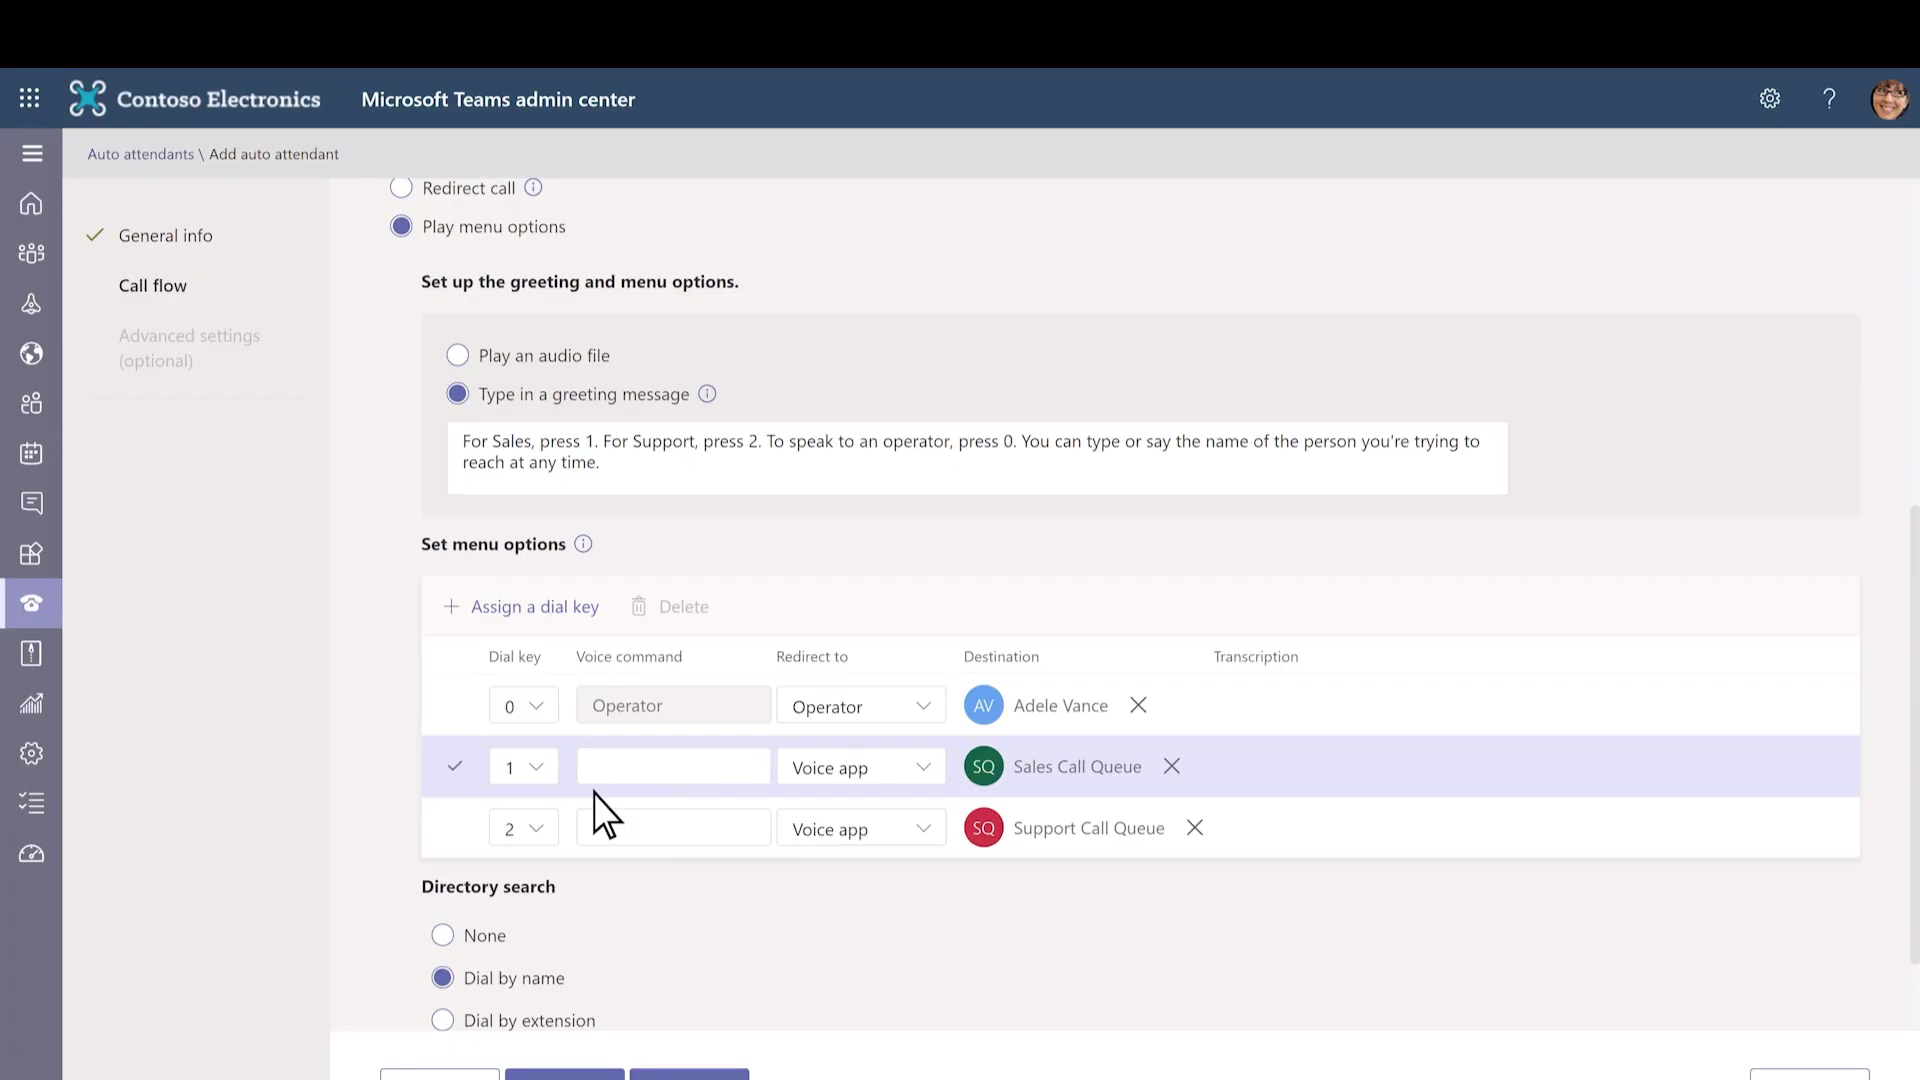 Contoso Electronics
Microsoft Teams admin center
?
Auto attendants \ Add auto attendant
General info
Call flow
Advanced settings
(optional)
Redirect call
Play menu options
Set up the greeting and menu options.
Play an audio file
Type in a greeting message
For Sales, press 1. For Support, press 2. To speak to an operator, press 0. You can type or say the name of the person you're trying to
reach at any time.
Set menu options
+ Assign a dial key Delete
Dial key Voice command Redirect to Destination Transcription
0 Operator Operator AV Adele Vance
1 Voice app SQ Sales Call Queue
2 Voice app SQ Support Call Queue
Directory search
None
Dial by name
Dial by extension